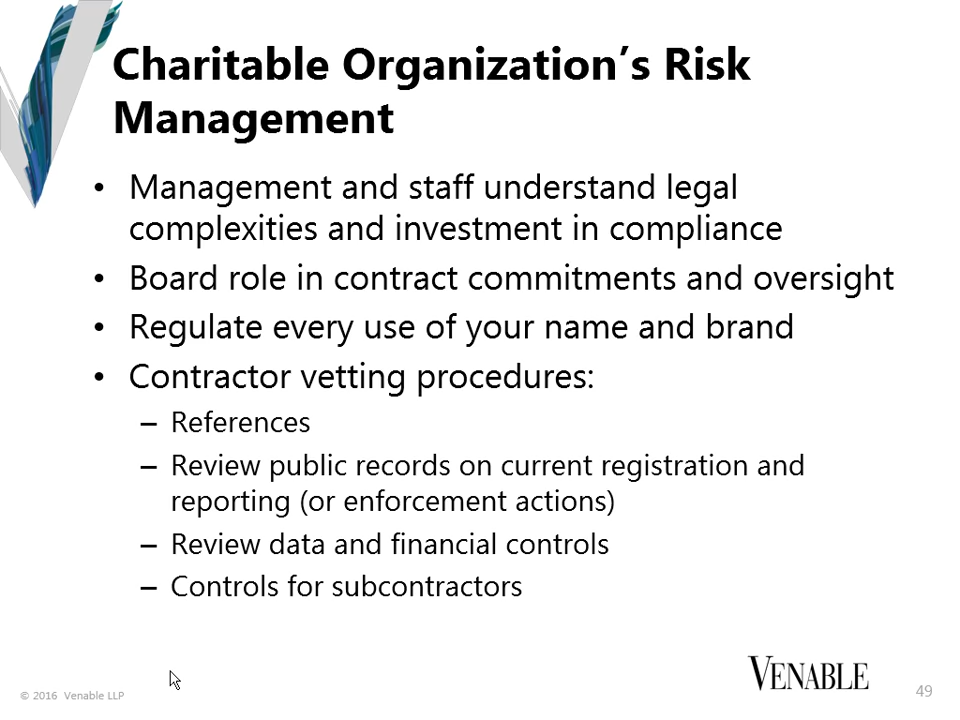 Charitable Organization's Risk
Management
• Management and staff understand legal
complexities and investment in compliance
• Board role in contract commitments and oversight
• Regulate every use of your name and brand
• Contractor vetting procedures:
– References
– Review public records on current registration and
reporting (or enforcement actions)
– Review data and financial controls
– Controls for subcontractors
© 2016 Venable LLP
VENABLE
49